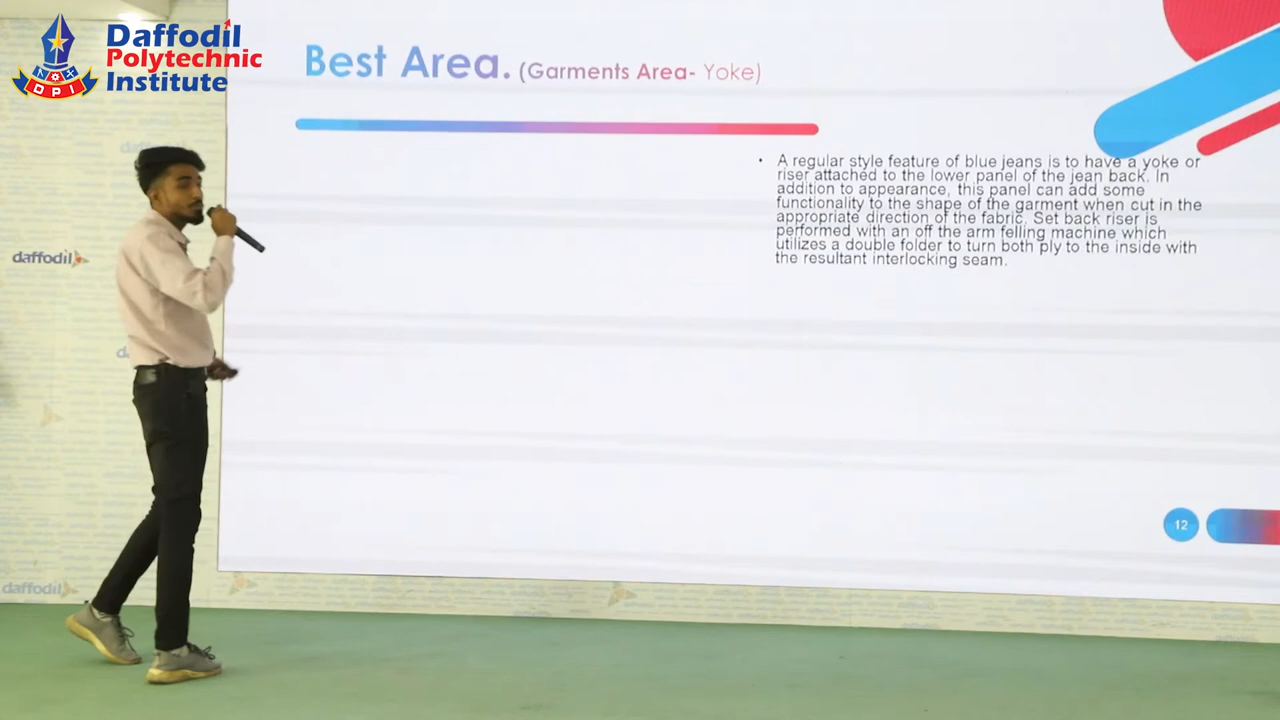 Daffodil
Polytechnic
Institute
DPI
Best Area. (Garments Area- Yoke)
• A regular style feature of blue jeans is to have a yoke or
riser attached to the lower panel of the jean back. In
addition to appearance, this panel can add some
functionality to the shape of the garment when cut in the
appropriate direction of the fabric. Set back riser is
performed with an off the arm felling machine which
utilizes a double folder to turn both ply to the inside with
the resultant interlocking seam.
daffodil
daffodil
12